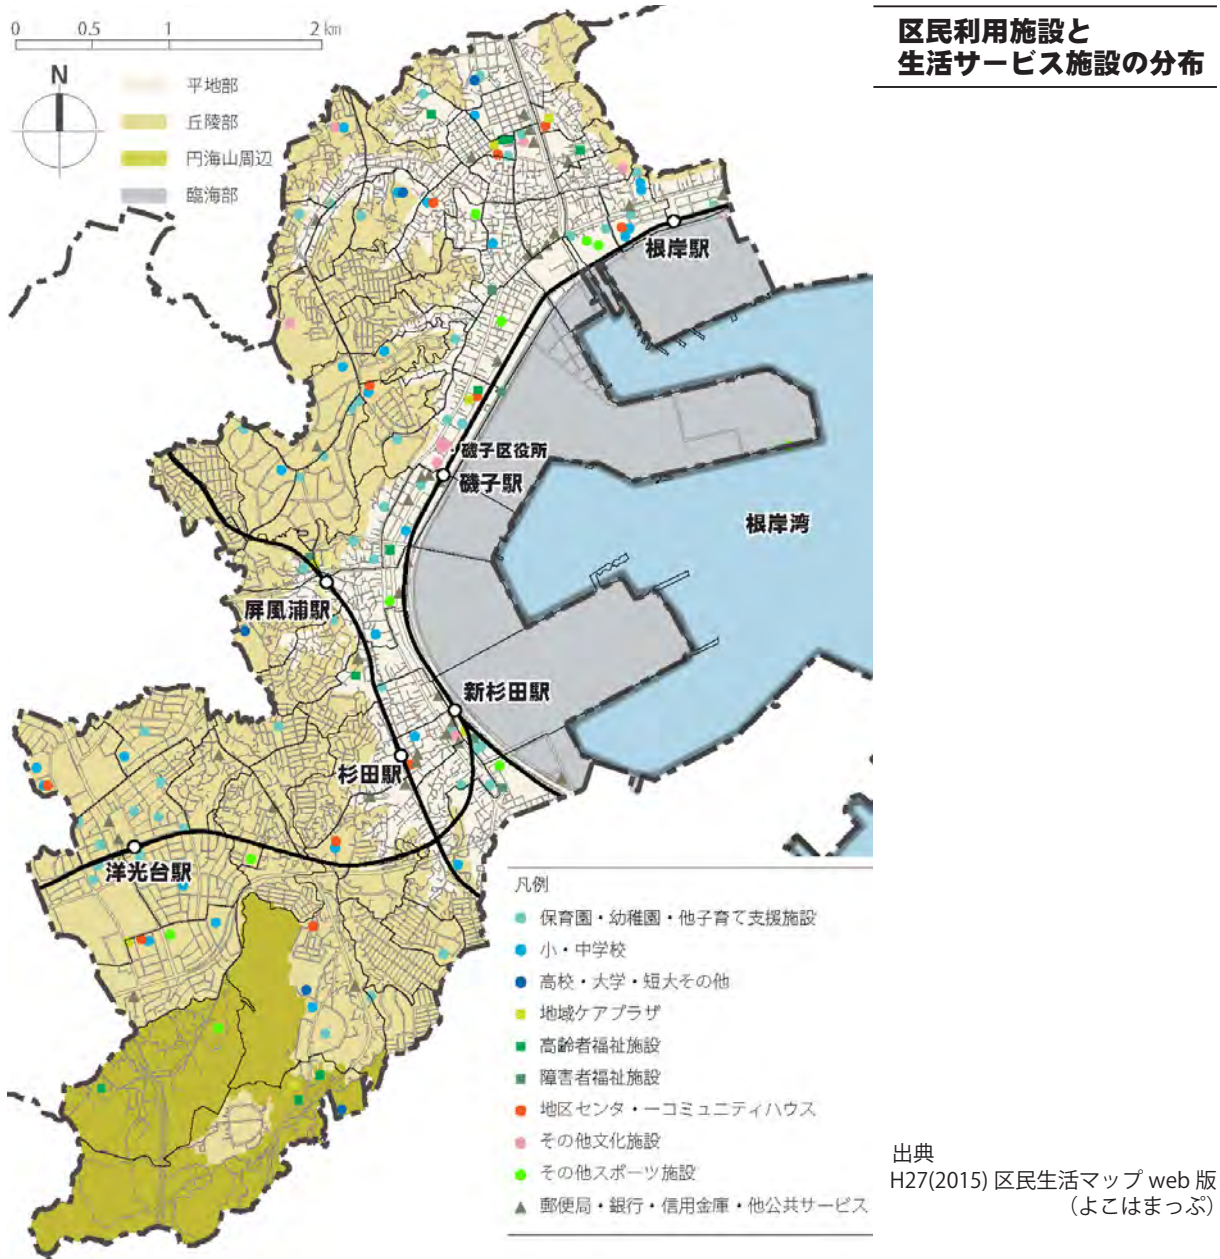 区民利用施設と
生活サービス施設の分布
0 0.5 1 2 km
N
平地部
丘陵部
円海山周辺
臨海部
根岸駅
磯子区役所
磯子駅
根岸湾
屏風浦駅
新杉田駅
杉田駅
洋光台駅
凡例
保育園・幼稚園・他子育て支援施設
小・中学校
高校・大学・短大その他
地域ケアプラザ
高齢者福祉施設
障害者福祉施設
地区センタ・ーコミュニティハウス
その他文化施設
その他スポーツ施設
郵便局・銀行・信用金庫・他公共サービス
出典
H27(2015) 区民生活マップ web 版
(よこはまっぷ)